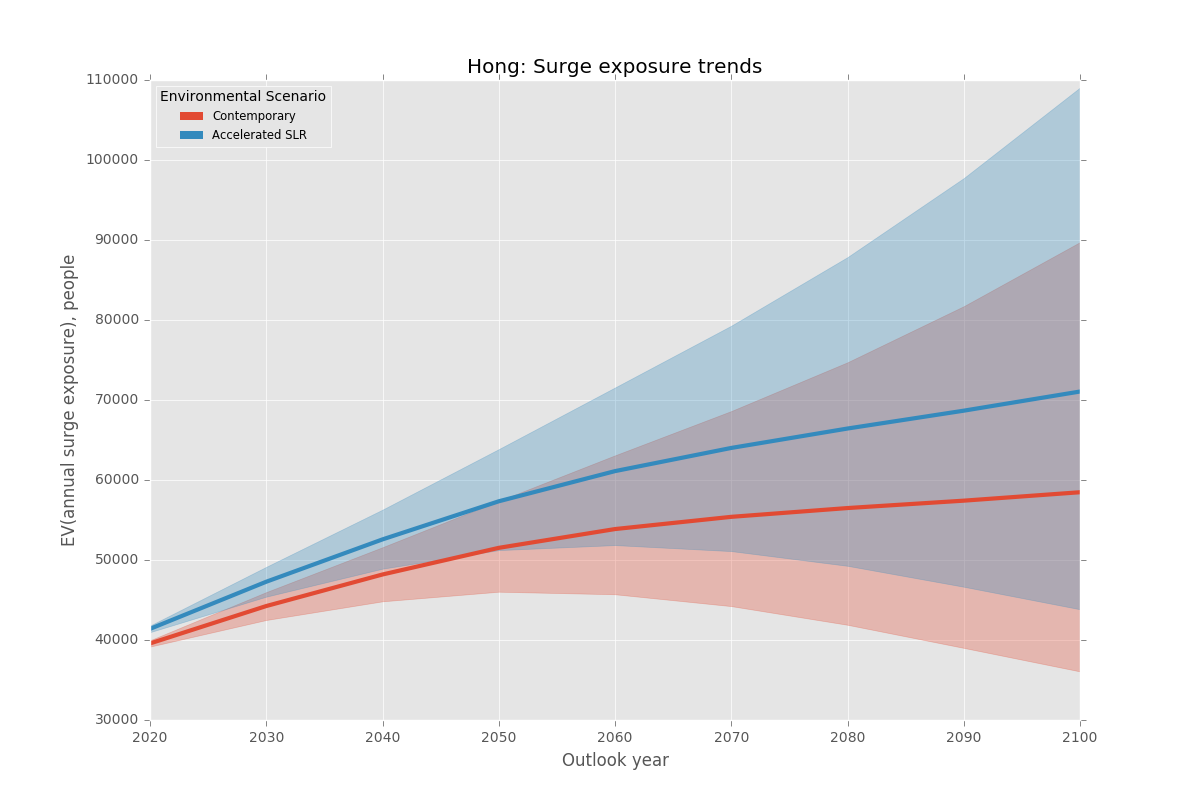 Hong: Surge exposure trends
110000
100000
90000
80000
70000
60000
50000
40000
30000
EV(annual surge exposure), people
Environmental Scenario
Contemporary
Accelerated SLR
2020 2030 2040 2050 2060 2070 2080 2090 2100
Outlook year